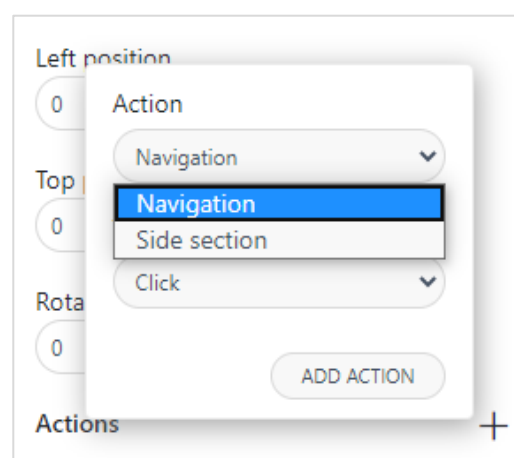 Left position
0
Action
Navigation
Top
Navigation
0
Side section
Click
Rota
0
ADD ACTION
Actions